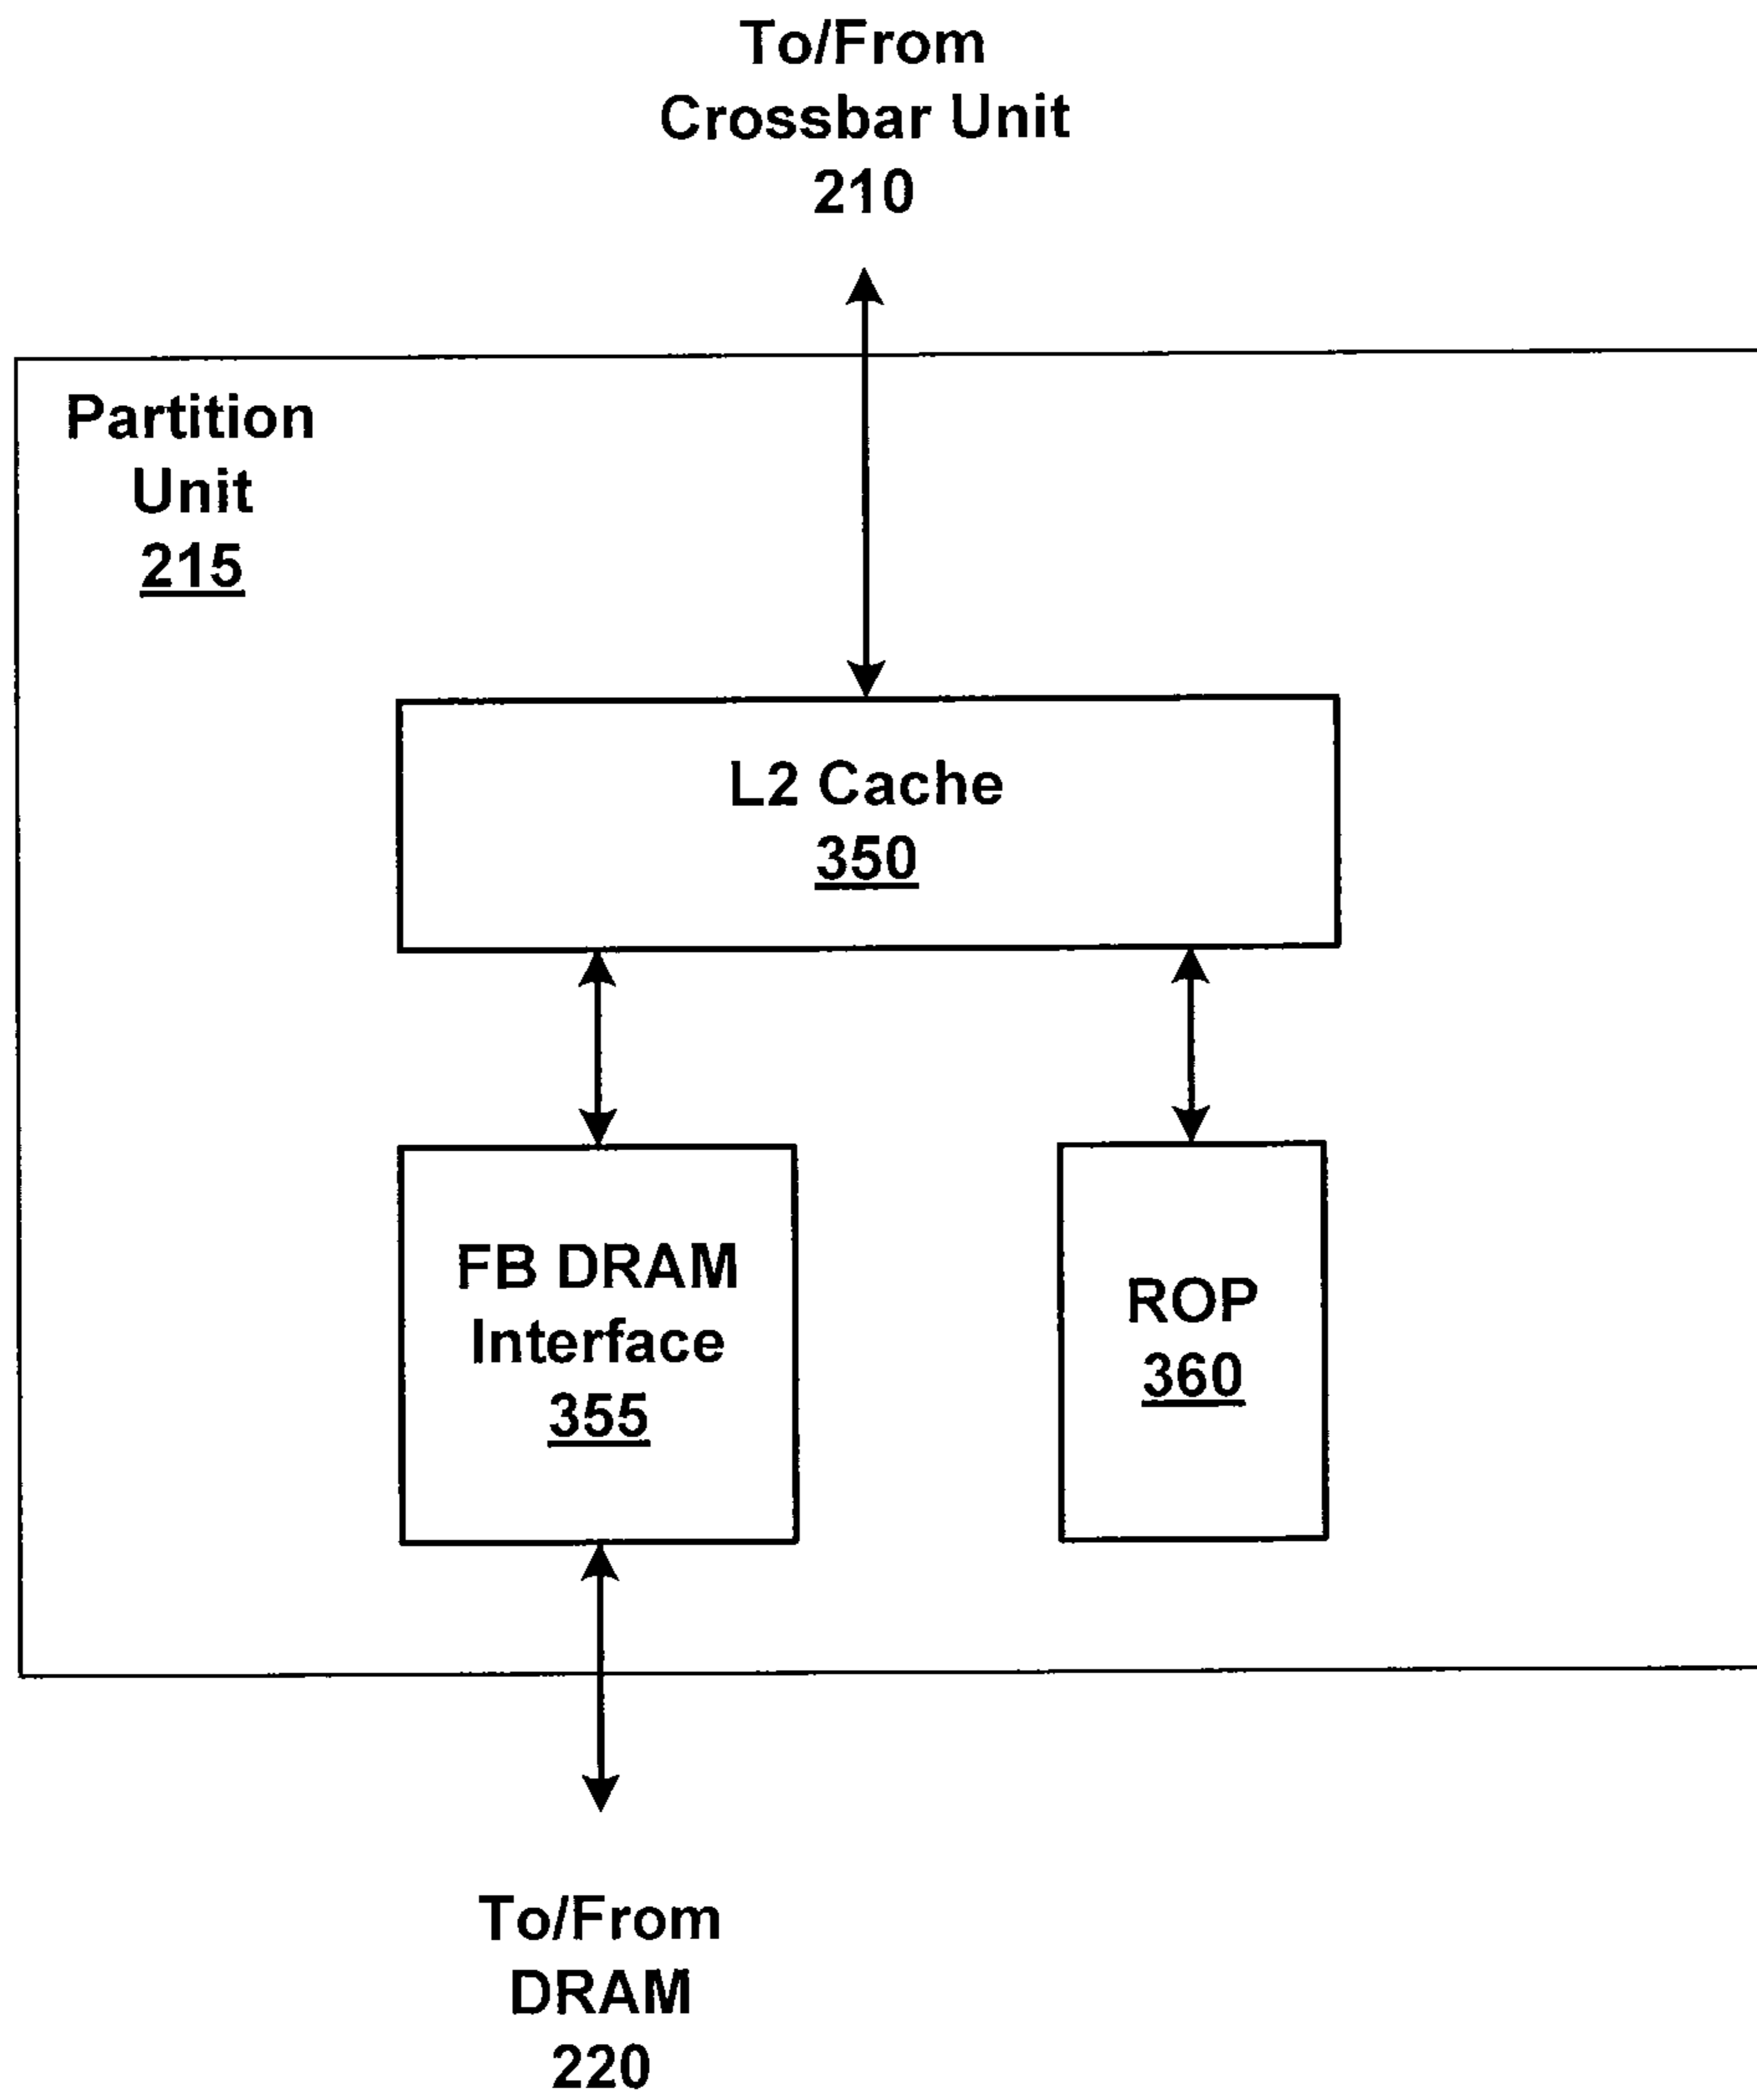 To/From
Crossbar Unit
210
Partition
Unit
215
L2 Cache
350
FB DRAM
Interface
355
ROP
360
To/From
DRAM
220